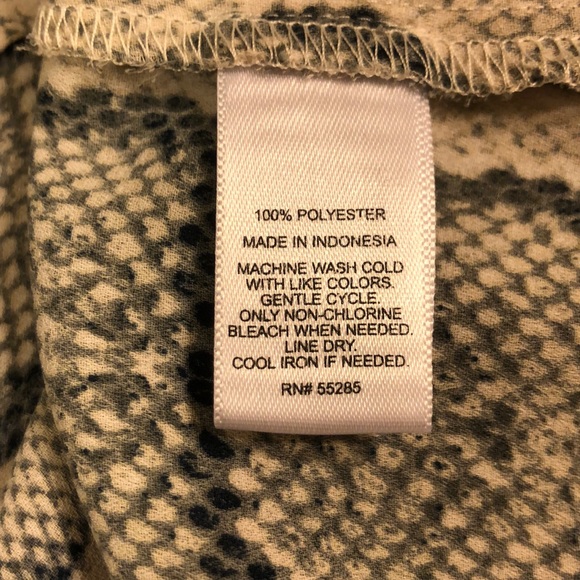 100% POLYESTER
MADE IN INDONESIA
MACHINE WASH COLD
WITH LIKE COLORS.
GENTLE CYCLE.
ONLY NON-CHLORINE
BLEACH WHEN NEEDED.
LINE DRY.
COOL IRON IF NEEDED.
RN# 55285